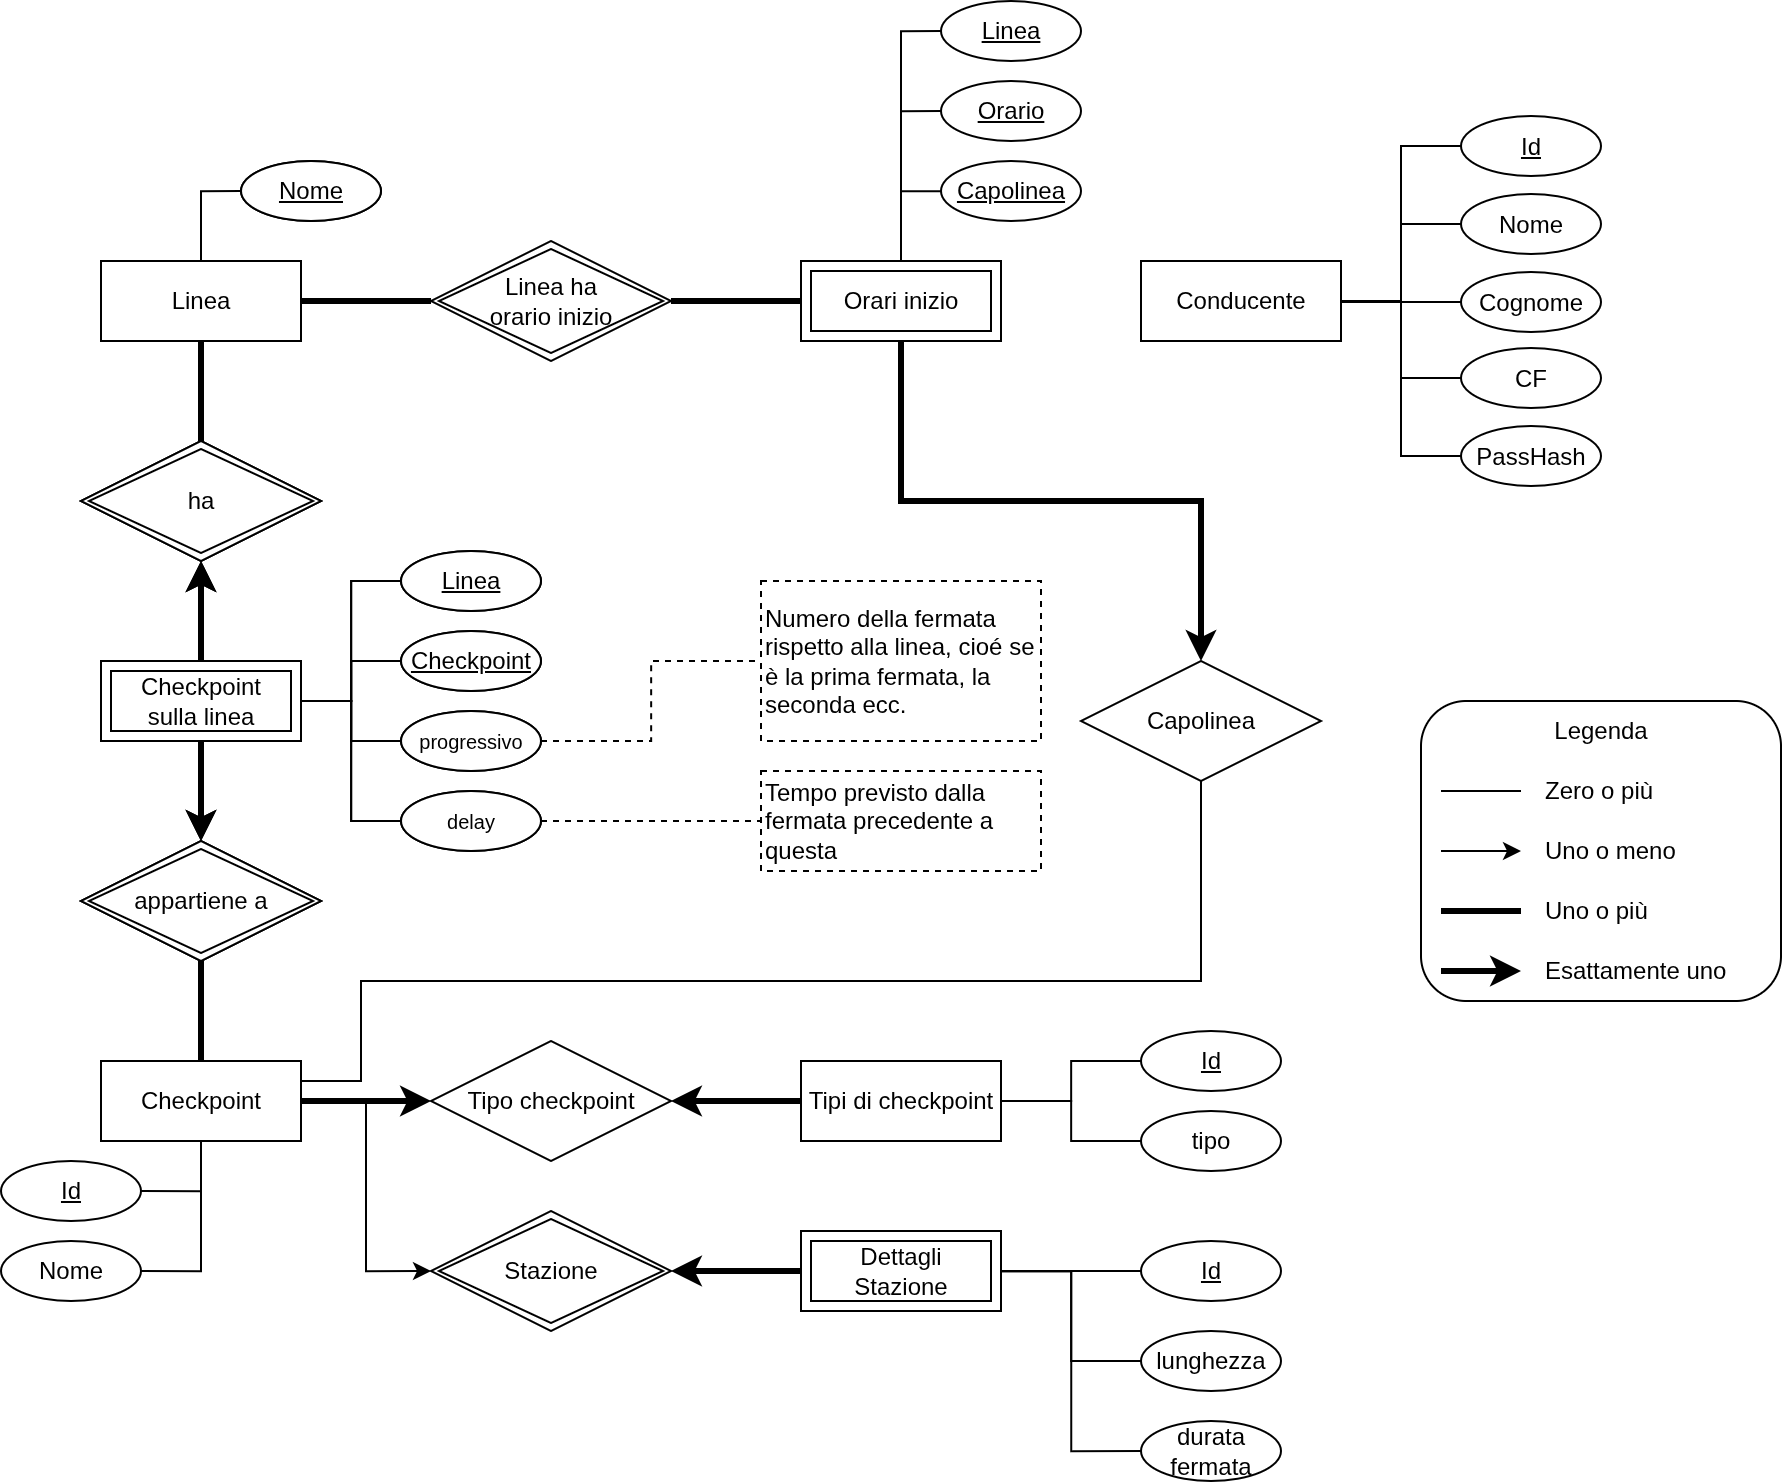 Linea
Orario
Capolinea
Nome
Linea
Linea ha
orario inizio
Orari inizio
Conducente
Id
Nome
Cognome
CF
PassHash
ha
Linea
Checkpoint
progressivo
delay
Checkpoint
sulla linea
Numero della fermata
rispetto alla linea, cioé se
è la prima fermata, la
seconda ecc.
Tempo previsto dalla
fermata precedente a
questa
Capolinea
Legenda
Zero o più
Uno o meno
Uno o più
Esattamente uno
appartiene a
Checkpoint
Tipo checkpoint
Tipi di checkpoint
Id
tipo
Id
Nome
Stazione
Dettagli
Stazione
Id
lunghezza
durata
fermata